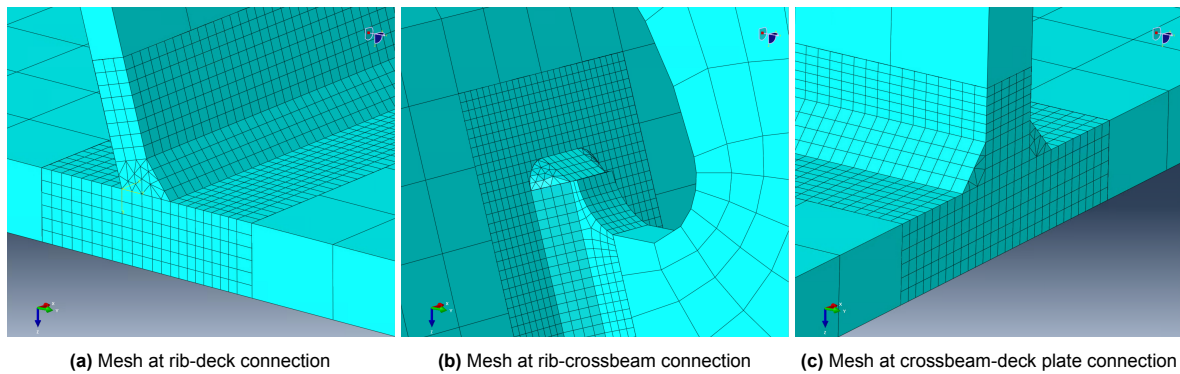 (a) Mesh at rib-deck connection
(b) Mesh at rib-crossbeam connection
(c) Mesh at crossbeam-deck plate connection